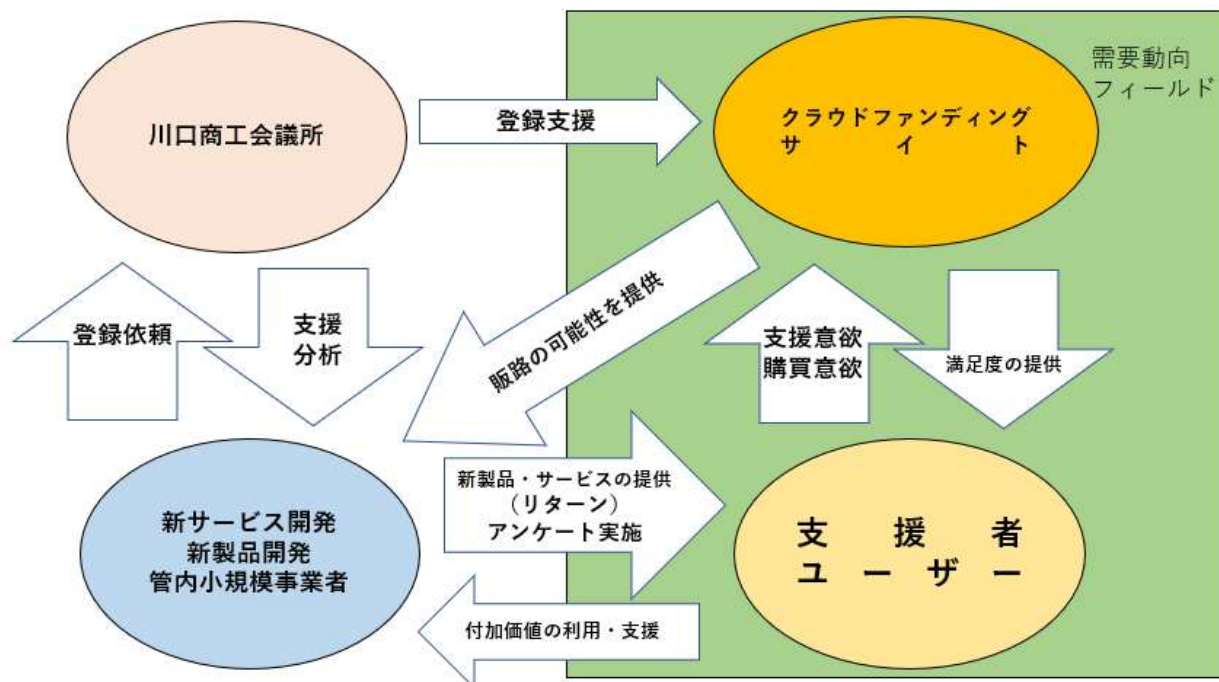 需要動向
フィールド
川口商工会議所
登録支援
クラウドファンディング
サイト
登録依頼
支援
分析
販路の可能性を提供
支援意欲
購買意欲
満足度の提供
新サービス開発
新製品開発
管内小規模事業者
新製品・サービスの提供
（リターン）
アンケート実施
支援者
ユーザー
付加価値の利用・支援